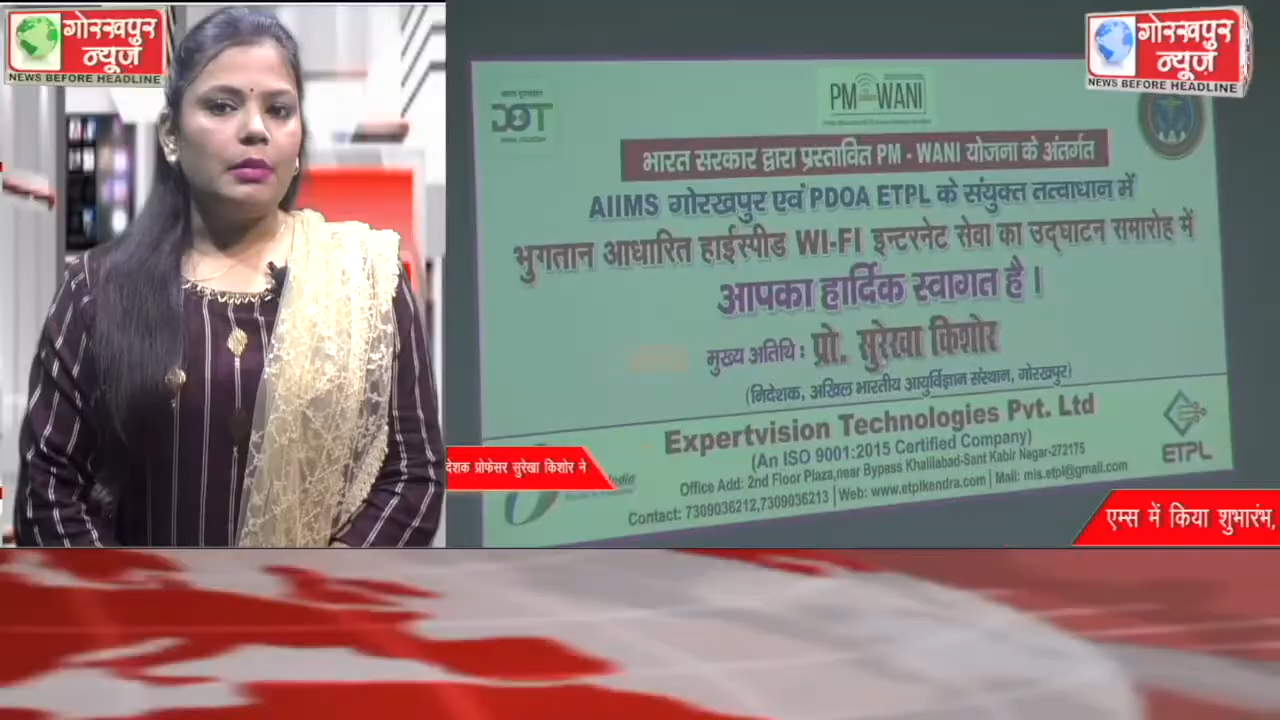 गोरखपुर
न्यूज़
NEWS BEFORE HEADLINE
गोरखपुर
न्यूज़
NEWS BEFORE HEADLINE
DOT
PM WANI
भारत सरकार द्वारा प्रस्तावित PM - WANI योजना के अंतर्गत
AIIMS गोरखपुर एवं PDOA ETPL के संयुक्त तत्वाधान में
भुगतान आधारित हाईस्पीड WI-FI इन्टरनेट सेवा का उद्घाटन समारोह में
आपका हार्दिक स्वागत है ।
मुख्य अतिथि : प्रो. सुरेखा किशोर
(निदेशक, अखिल भारतीय आयुर्विज्ञान संस्थान, गोरखपुर)
Expertvision Technologies Pvt. Ltd
(An ISO 9001:2015 Certified Company)
Office Add: 2nd Floor Plaza,near Bypass Khalilabad-Sant Kabir Nagar-272175
Contact: 7309036212,7309036213 | Web: www.etplkendra.com | Mail: mis.etpl@gmail.com
ETPL
देशक प्रोफेसर सुरेखा किशोर ने
एम्स में किया शुभारंभ,